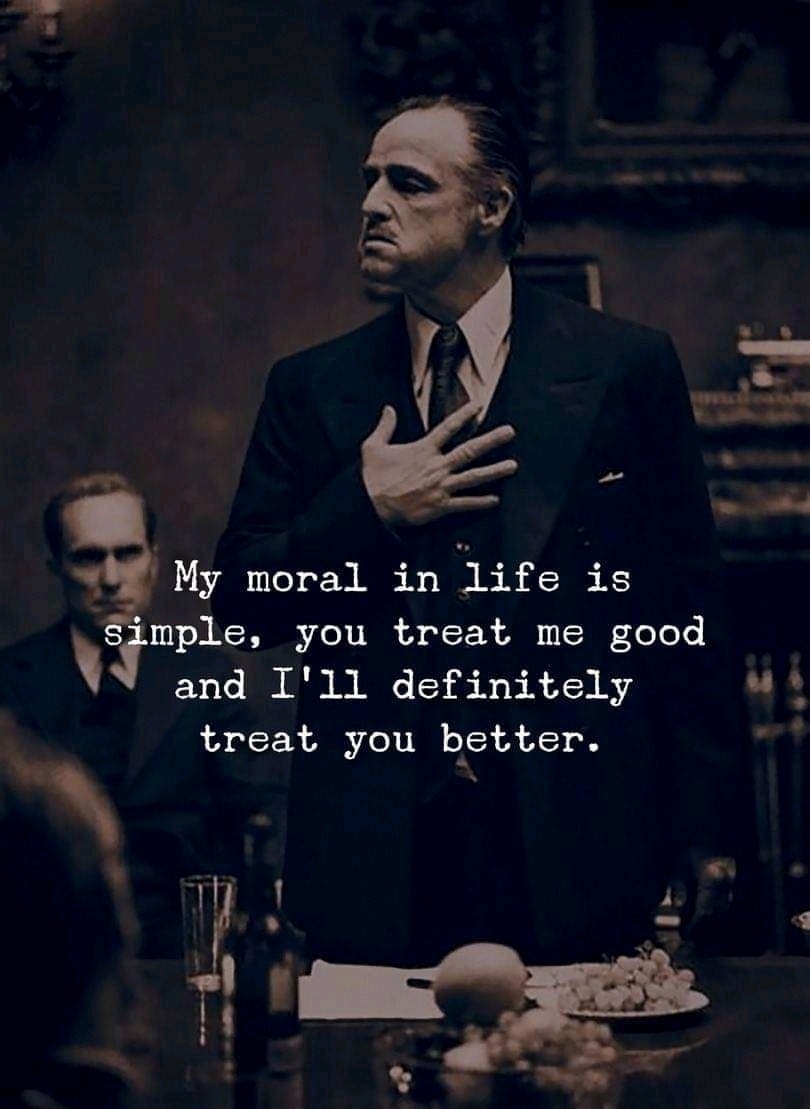 My moral in life is
simple, you treat me good
and I'll definitely
treat you better.